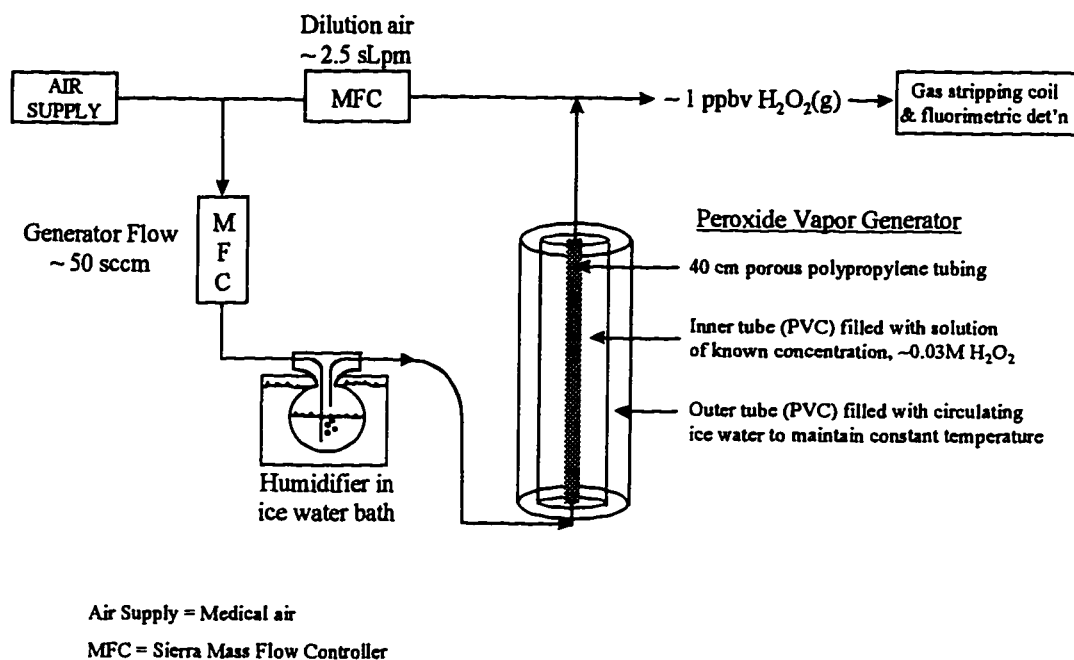 Dilution air
~ 2.5 sLpm
AIR
SUPPLY
MFC
~ 1 ppbv H₂O₂(g)
Gas stripping coil
& fluorimetric det'n
Generator Flow
~ 50 sccm
M
F
C
Humidifier in
ice water bath
Peroxide Vapor Generator
40 cm porous polypropylene tubing
Inner tube (PVC) filled with solution
of known concentration, ~0.03M H₂O₂
Outer tube (PVC) filled with circulating
ice water to maintain constant temperature
Air Supply = Medical air
MFC = Sierra Mass Flow Controller